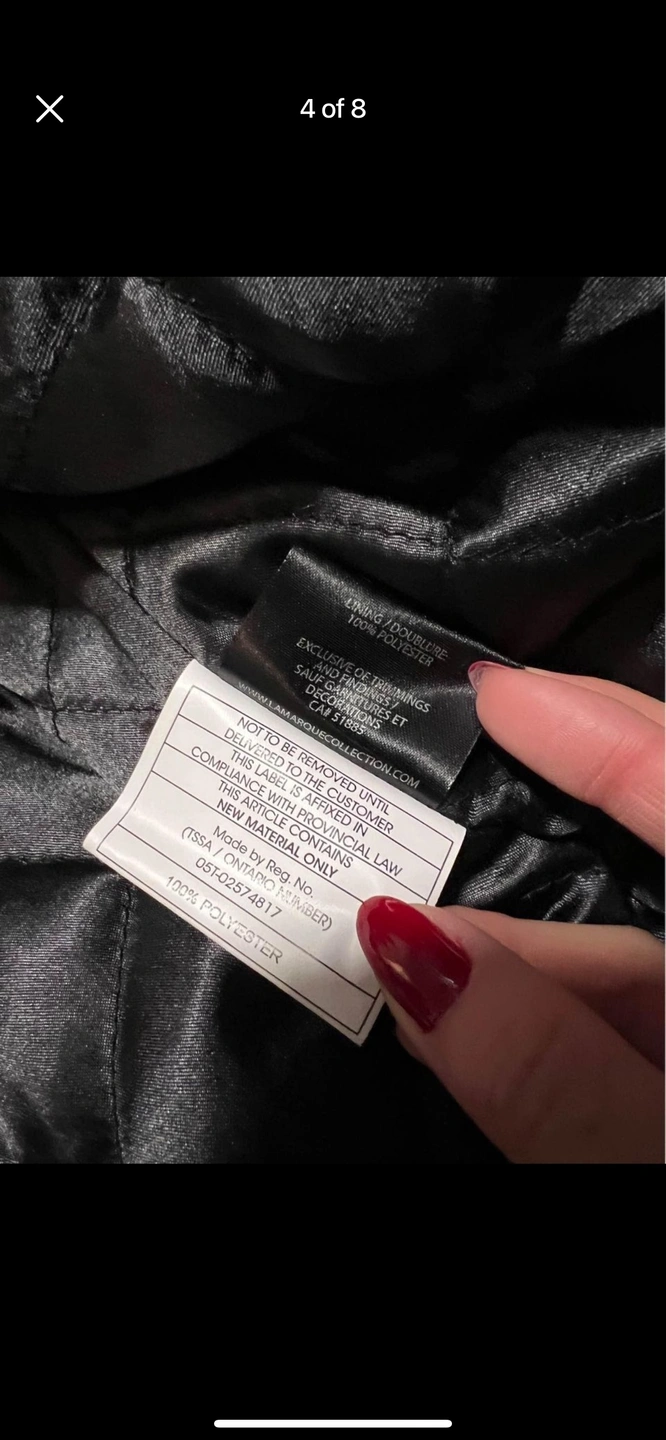 4 of 8
LINING / DOUBLURE
100% POLYESTER
EXCLUSIVE OF TRIMMINGS
AND FINDINGS /
SAUF GARNITURES ET
DECORATIONS
CA# 51885
WWW.LAMARQUECOLLECTION.COM
NOT TO BE REMOVED UNTIL
DELIVERED TO THE CUSTOMER
THIS LABEL IS AFFIXED IN
COMPLIANCE WITH PROVINCIAL LAW
THIS ARTICLE CONTAINS
NEW MATERIAL ONLY
Made by Reg. No.
(TSSA / ONTARIO NUMBER)
05T-02574817
100% POLYESTER